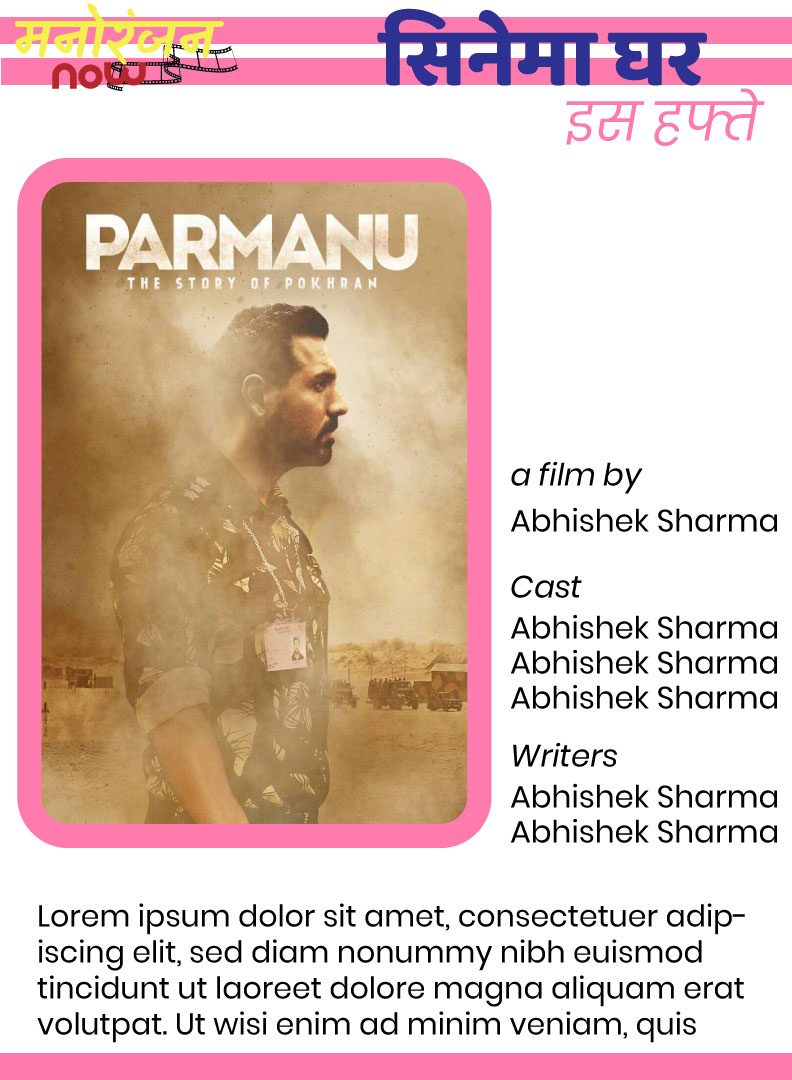 मनोरंजन
now
सिनेमा घर
इस हफ्ते
PARMANU
THE STORY OF POKHRAN
a film by
Abhishek Sharma
Cast
Abhishek Sharma
Abhishek Sharma
Abhishek Sharma
Writers
Abhishek Sharma
Abhishek Sharma
Lorem ipsum dolor sit amet, consectetuer adip-
iscing elit, sed diam nonummy nibh euismod
tincidunt ut laoreet dolore magna aliquam erat
volutpat. Ut wisi enim ad minim veniam, quis